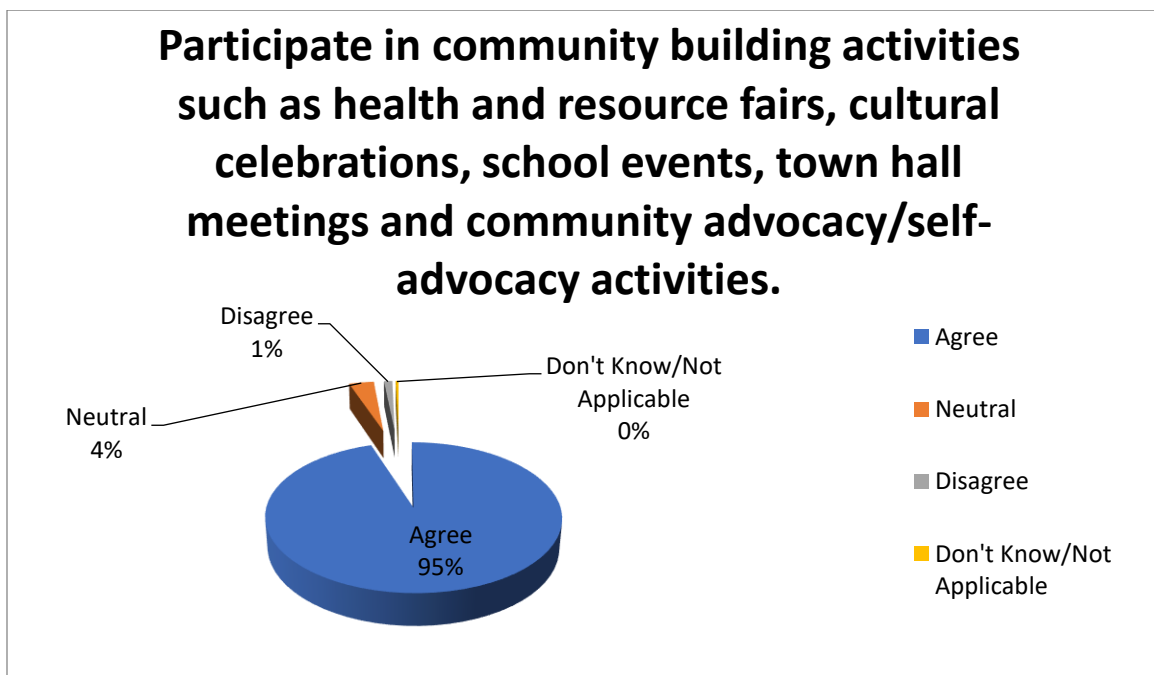 Participate in community building activities
such as health and resource fairs, cultural
celebrations, school events, town hall
meetings and community advocacy/self-
advocacy activities.
Disagree
1%
Don't Know/Not
Applicable
0%
Neutral
4%
Agree
95%
Agree
Neutral
Disagree
Don't Know/Not
Applicable